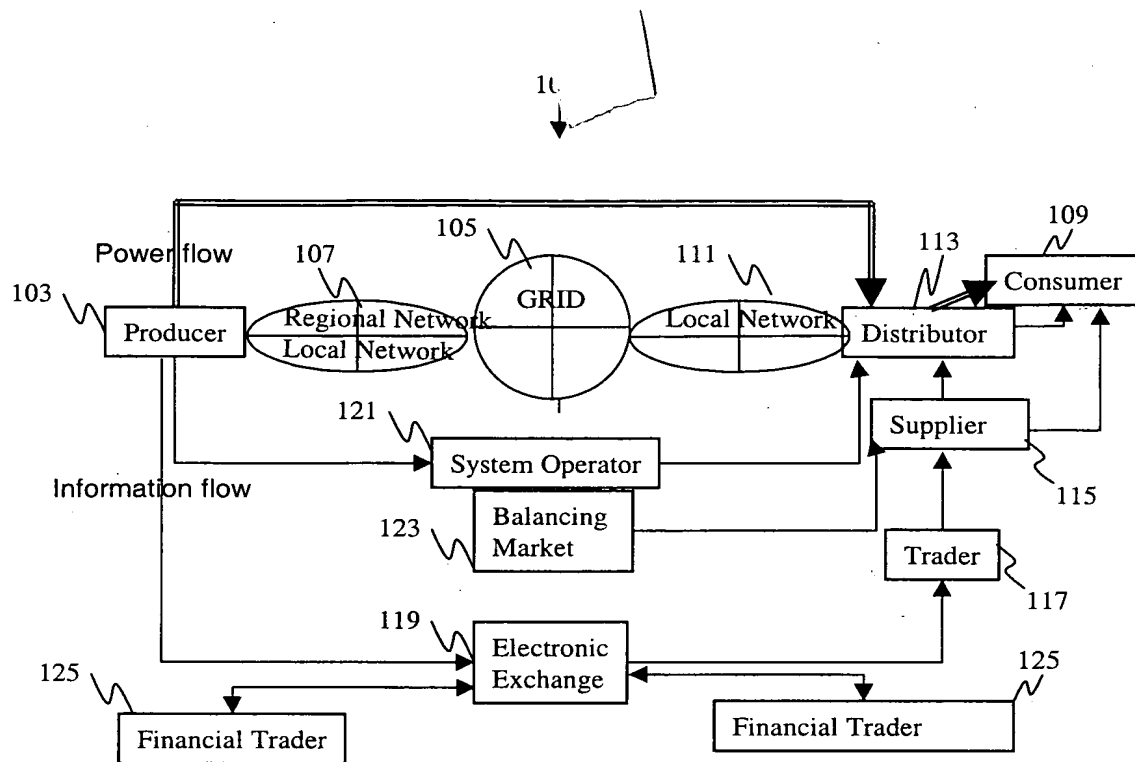 105
113
109
Power flow
107
111
Consumer
103
GRID
Producer
Regional Network
Local Network
Distributor
Local Network
121
Supplier
System Operator
Information flow
115
Balancing
Market
123
Trader
117
119
Electronic
Exchange
125
125
Financial Trader
Financial Trader